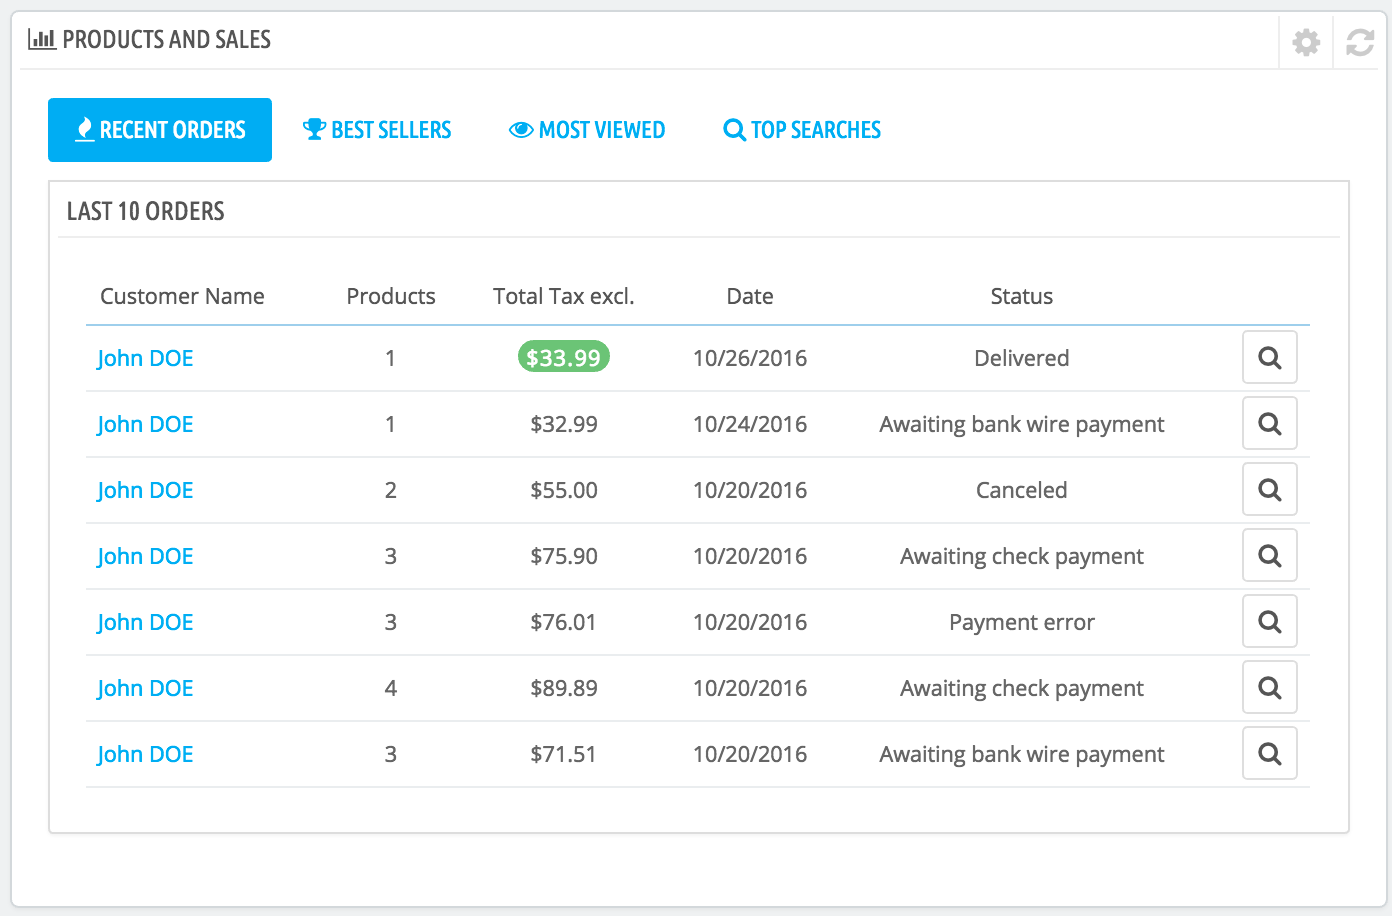 PRODUCTS AND SALES
RECENT ORDERS BEST SELLERS MOST VIEWED TOP SEARCHES
LAST 10 ORDERS
Customer Name Products Total Tax excl. Date Status
John DOE 1 $33.99 10/26/2016 Delivered
John DOE 1 $32.99 10/24/2016 Awaiting bank wire payment
John DOE 2 $55.00 10/20/2016 Canceled
John DOE 3 $75.90 10/20/2016 Awaiting check payment
John DOE 3 $76.01 10/20/2016 Payment error
John DOE 4 $89.89 10/20/2016 Awaiting check payment
John DOE 3 $71.51 10/20/2016 Awaiting bank wire payment